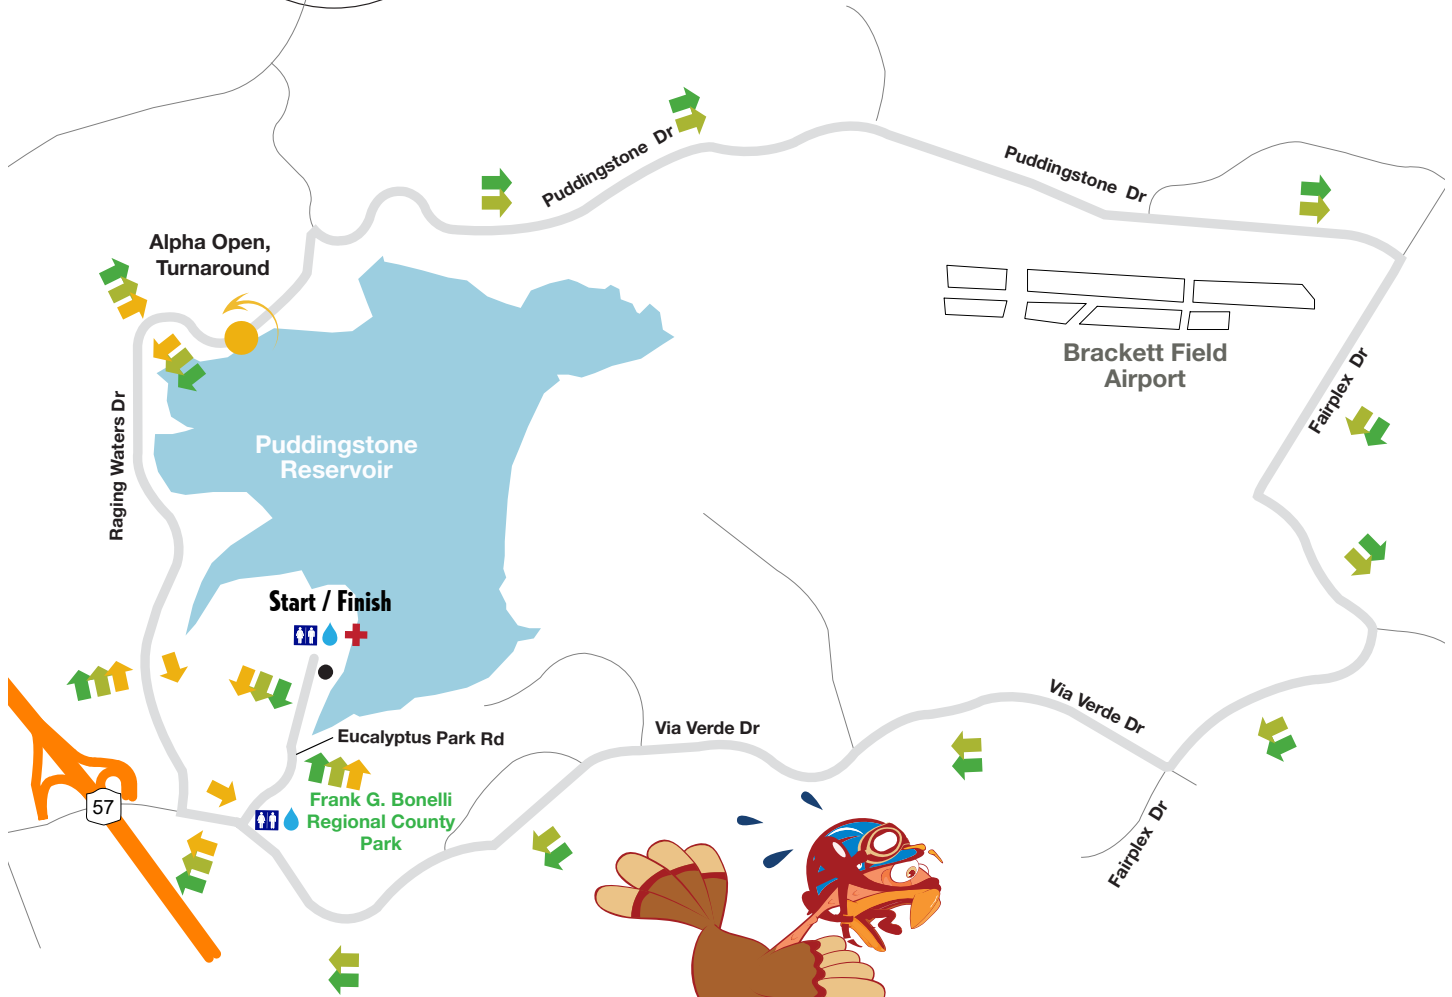 Puddingstone Dr
Puddingstone Dr
Alpha Open,
Turnaround
Brackett Field
Airport
Fairplex Dr
Raging Waters Dr
Puddingstone
Reservoir
Start / Finish
Eucalyptus Park Rd
Via Verde Dr
Via Verde Dr
57
Frank G. Bonelli
Regional County
Park
Fairplex Dr